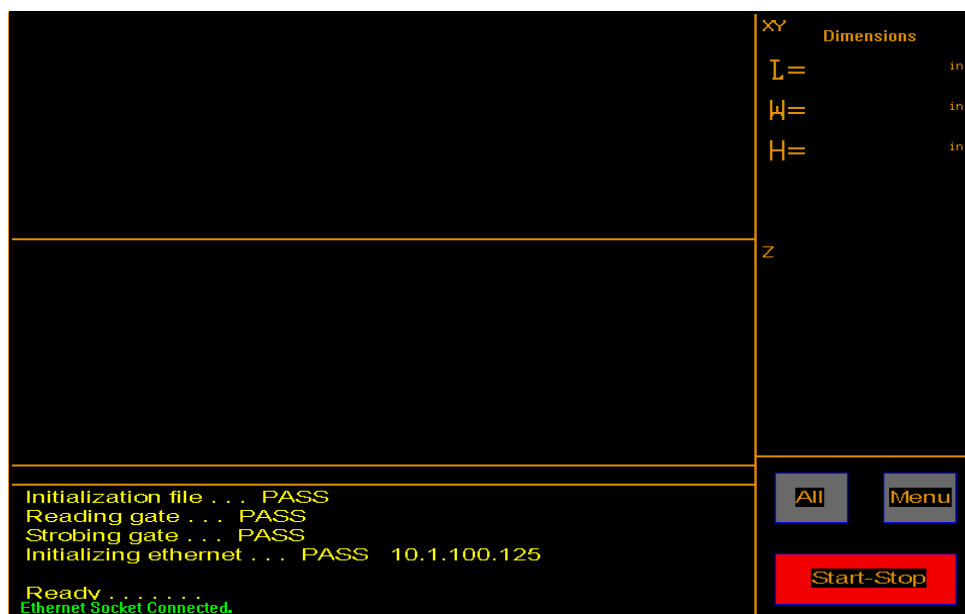 XY
Dimensions
L= in
W= in
H= in
Z
Initialization file . . . PASS
Reading gate . . . PASS
Strobing gate . . . PASS
Initializing ethernet . . . PASS 10.1.100.125
Ready . . . . . . .
Ethernet Socket Connected.
All Menu
Start-Stop